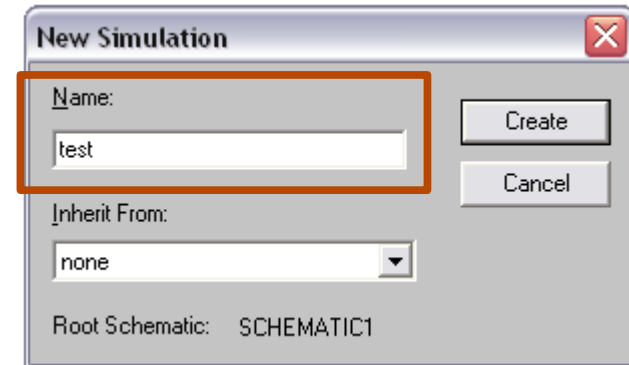 New Simulation
Name:
test
Create
Cancel
Inherit From:
none
Root Schematic: SCHEMATIC1